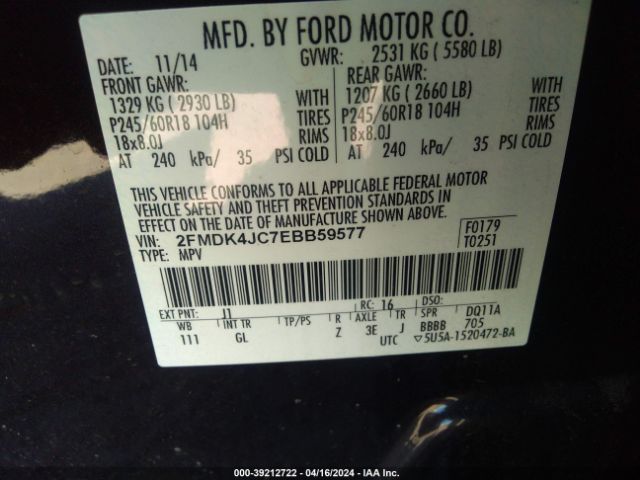 MFD. BY FORD MOTOR CO.
DATE: 11/14 GVWR: 2531 KG ( 5580 LB)
FRONT GAWR: REAR GAWR:
1329 KG ( 2930 LB) WITH 1207 KG ( 2660 LB) WITH
P245/60R18 104H TIRES P245/60R18 104H TIRES
18x8.0J RIMS 18x8.0J RIMS
AT 240 kPa/ 35 PSI COLD AT 240 kPa/ 35 PSI COLD
THIS VEHICLE CONFORMS TO ALL APPLICABLE FEDERAL MOTOR
VEHICLE SAFETY AND THEFT PREVENTION STANDARDS IN
EFFECT ON THE DATE OF MANUFACTURE SHOWN ABOVE.
VIN: 2FMDK4JC7EBB59577 F0179
TYPE: MPV T0251
EXT PNT: J1 RC: 16 DSO:
WB INT TR TP/PS R AXLE TR SPR DQ11A
111 GL Z 3E J BBBB 705
UTC ▽5U5A-1520472-BA
000-39212722 | 04/16/2024 | IAA Inc.